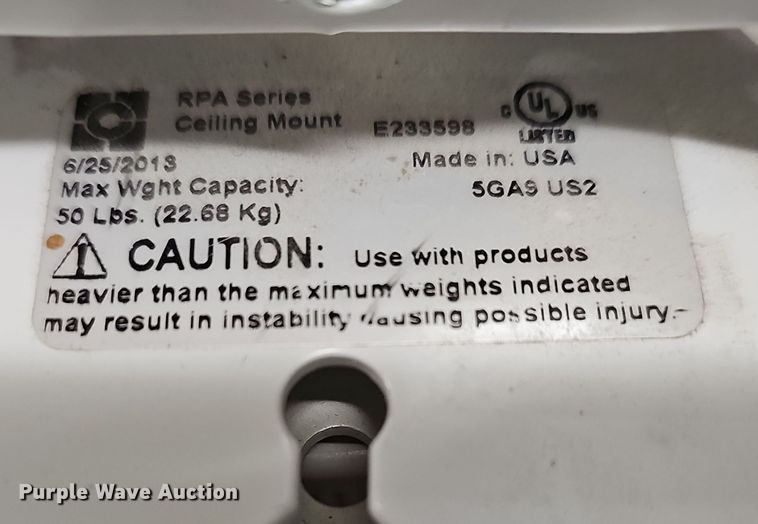 RPA Series
Ceiling Mount
E233598
C UL US
LISTED
6/25/2013
Made in: USA
Max Wght Capacity:
5GAS US2
50 Lbs. (22.68 Kg)
CAUTION: Use with products
heavier than the maximum weights indicated
may result in instability causing possible injury.
Purple Wave Auction